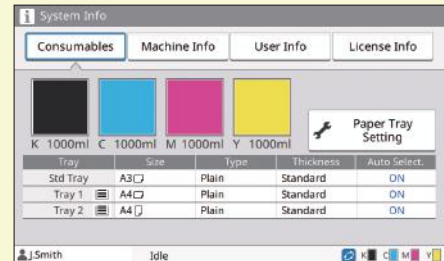 System Info
Consumables Machine Info User Info License Info
K 1000ml C 1000ml M 1000ml Y 1000ml
Paper Tray
Setting
Tray Size Type Thickness Auto Select.
Std Tray A3 Plain Standard ON
Tray 1 A4 Plain Standard ON
Tray 2 A4 Plain Standard ON
J.Smith Idle K C M Y